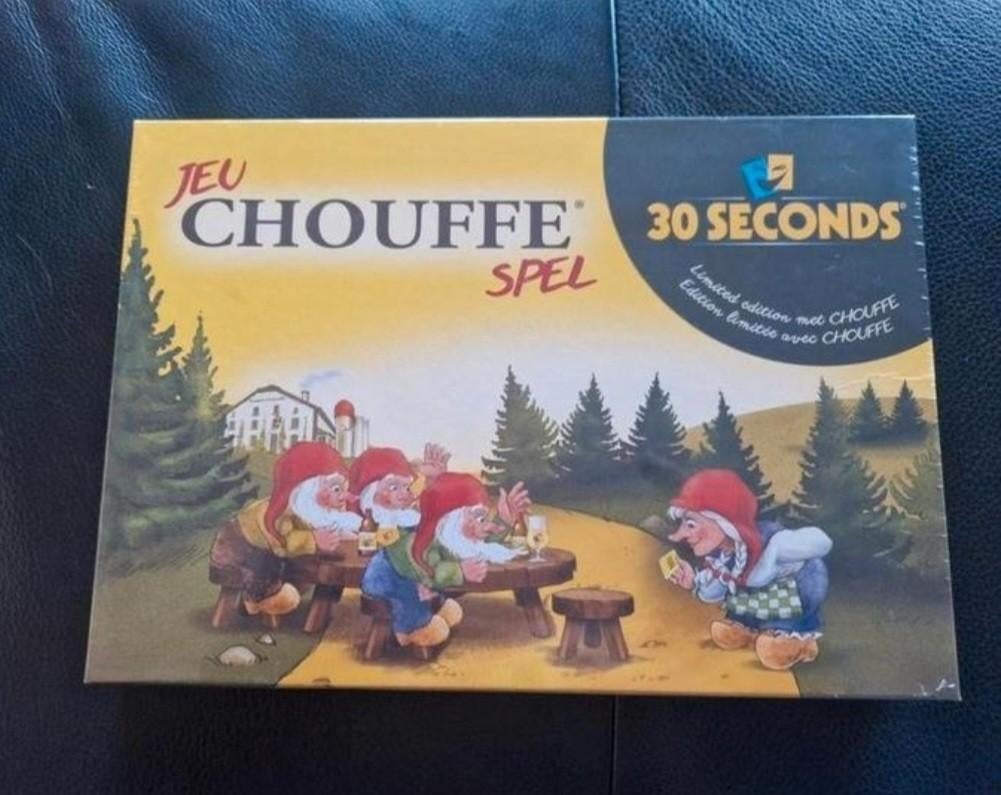 JEU
CHOUFFE®
SPEL
30 SECONDS®
Limited edition met CHOUFFE
Edition limitée avec CHOUFFE